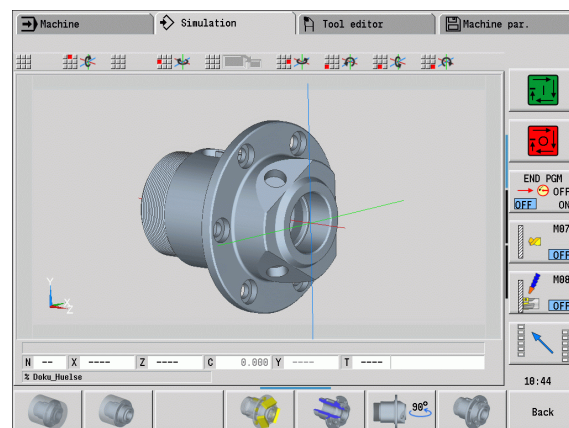 Machine
Simulation
Tool editor
Machine par.
END PGM
OFF
OFF ON
M07
OFF
M08
OFF
Y
X
Z
N -- X ---- Z ---- C 0.000 Y ---- T ----
% Doku_Huelse
10:44
90°
Back